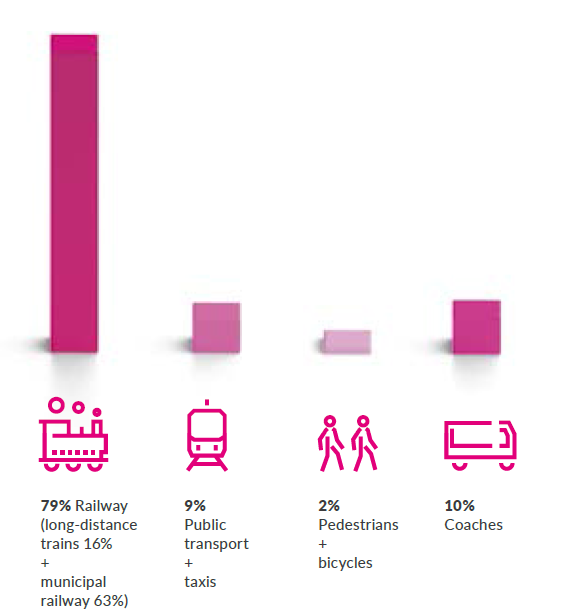 79% Railway
(long-distance
trains 16%
+
municipal
railway 63%)
9%
Public
transport
+
taxis
2%
Pedestrians
+
bicycles
10%
Coaches